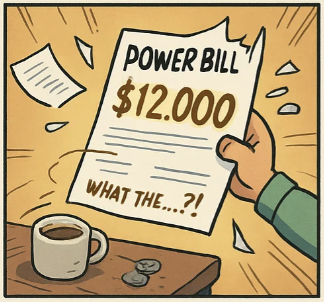 POWER BILL
$12.000
WHAT THE...?!